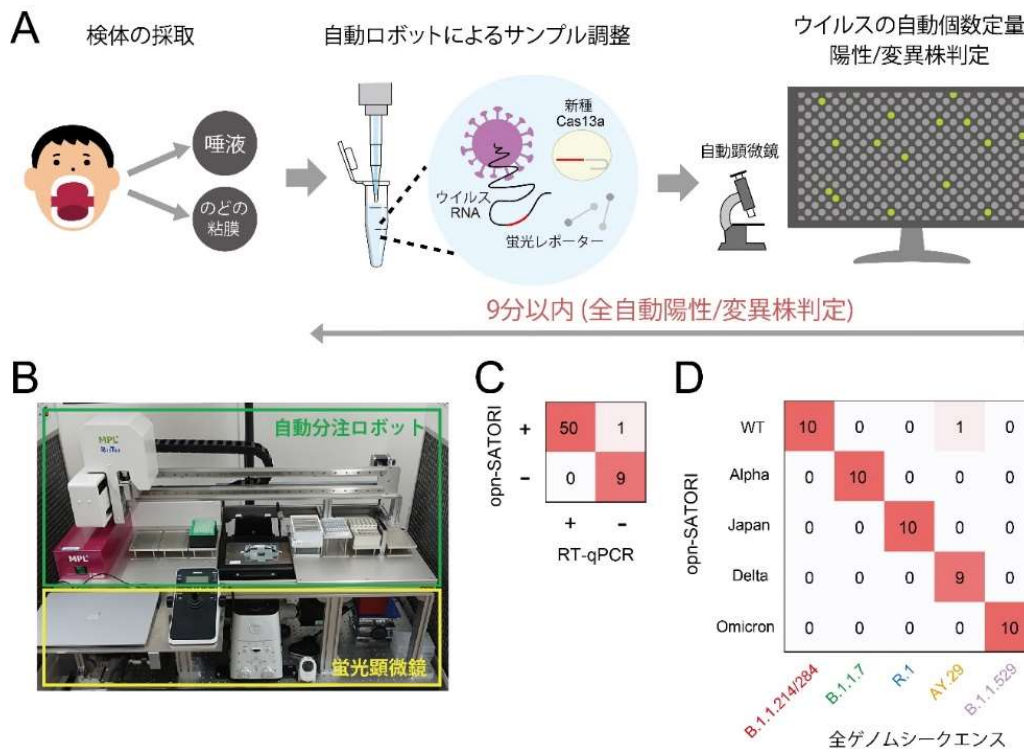 A
検体の採取
唾液
のどの
粘膜
自動ロボットによるサンプル調整
新種
Cas13a
ウイルス
RNA
蛍光レポーター
自動顕微鏡
ウイルスの自動個数定量
陽性/変異株判定
9分以内 (全自動陽性/変異株判定)
B
自動分注ロボット
MPL
MPL
蛍光顕微鏡
C
opn-SATORI
+
50
1
-
0
9
+
-
RT-qPCR
D
opn-SATORI
WT
10
0
0
1
0
Alpha
0
10
0
0
0
Japan
0
0
10
0
0
Delta
0
0
0
9
0
Omicron
0
0
0
0
10
B.1.1.214/284
B.1.1.7
R.1
AY.29
B.1.1.529
全ゲノムシークエンス